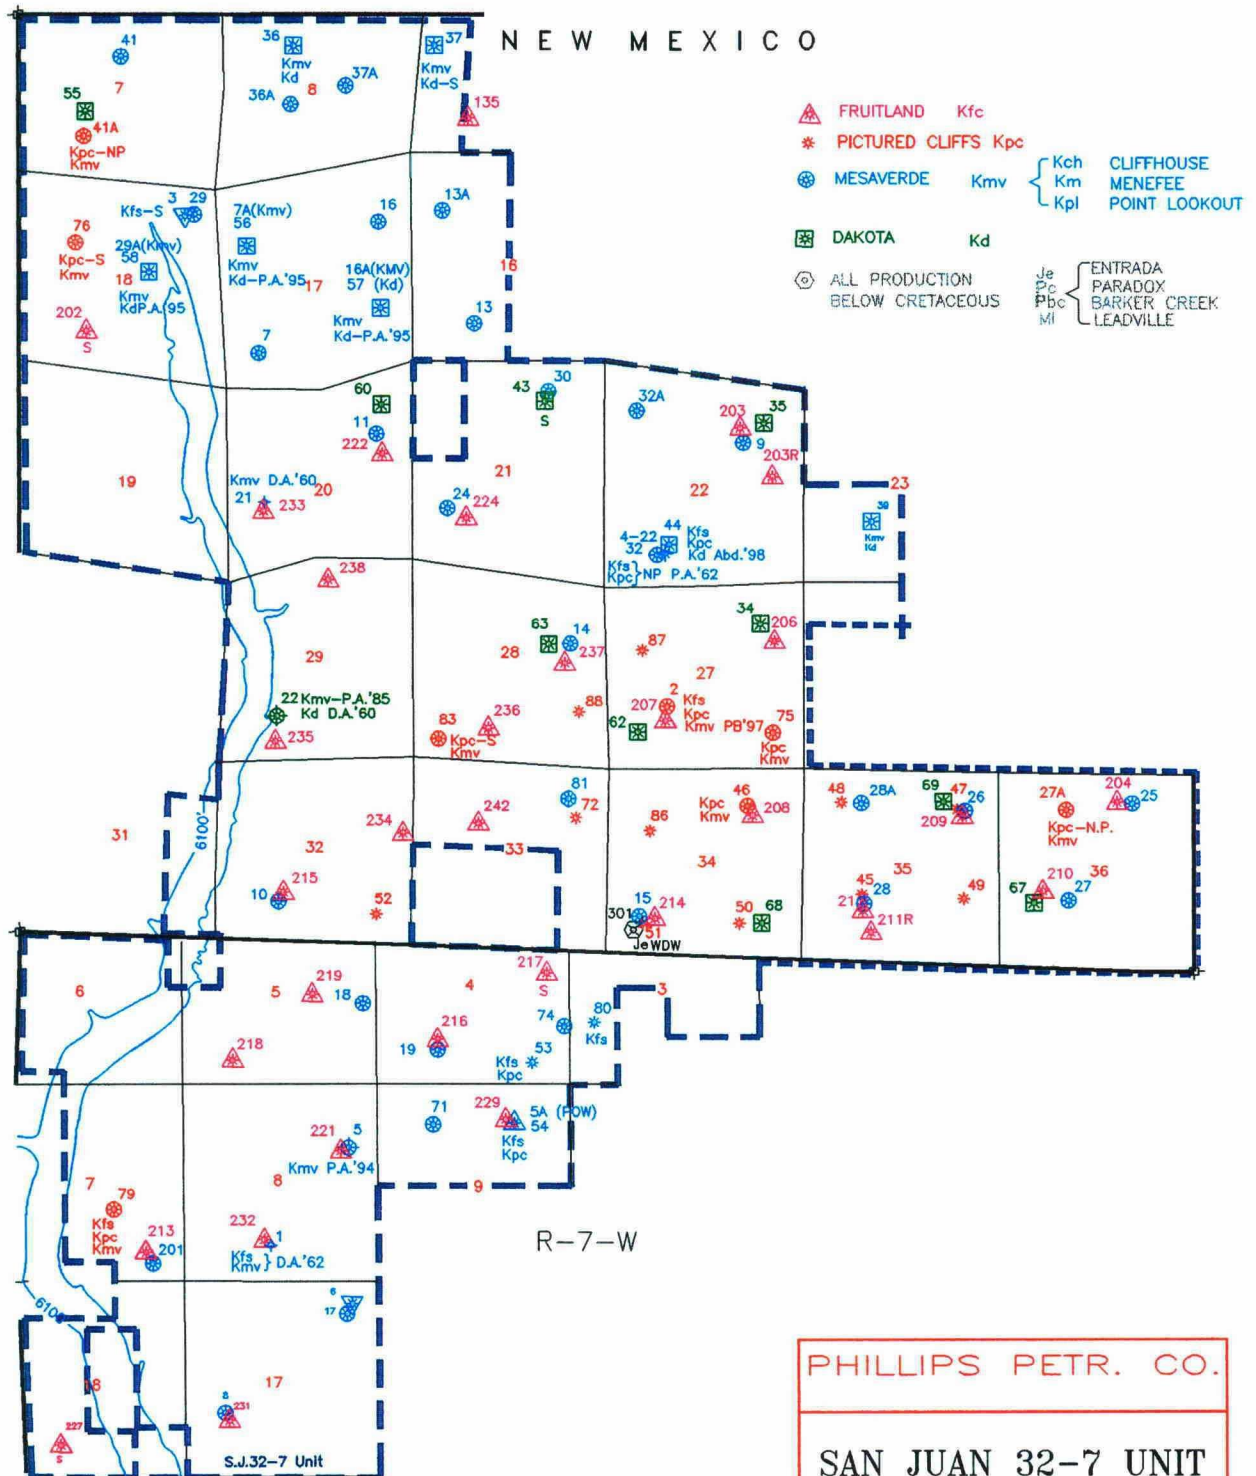 NEW MEXICO
FRUITLAND Kfc
PICTURED CLIFFS Kpc
MESAVERDE Kmv
Kch CLIFFHOUSE
Km MENEFEE
Kpl POINT LOOKOUT
DAKOTA Kd
ALL PRODUCTION
BELOW CRETACEOUS
Je ENTRADA
Pc PARADOX
Pbc BARKER CREEK
Ml LEADVILLE
41
7
55
41A
Kpc-NP
Kmv
36
Kmv
Kd
8
37A
36A
37
Kmv
Kd-S
135
3
29
Kfs-S
76
Kpc-S
Kmv
29A(Kmv)
58
18
Kmv
KdP.A.'95
202
S
7A(Kmv)
56
Kmv
Kd-P.A.'95
17
16
16A(KMV)
57 (Kd)
Kmv
Kd-P.A.'95
7
13A
16
13
19
60
11
222
Kmv D.A.'60
21
233
20
43
S
30
21
24
224
32A
203
35
9
203R
22
4-22
44
Kfs
Kpc
Kd Abd.'98
32
Kfs
Kpc
} NP P.A.'62
23
39
Kmv
Kd
238
29
22 Kmv-P.A.'85
Kd D.A.'60
235
63
14
28
237
88
236
83
Kpc-S
Kmv
87
34
206
27
2
Kfs
Kpc
Kmv PB'97
207
62
75
Kpc
Kmv
31
6100'
32
234
215
10
52
81
72
242
33
46
Kpc
Kmv
208
86
34
15
301
214
51
Je WDW
50
68
48
28A
69
47
26
209
45
28
35
211R
49
27A
Kpc-N.P.
Kmv
204
25
210
67
27
36
6
5
219
18
218
4
217
S
216
19
74
53
Kfs
Kpc
80
Kfs
3
71
229
5A (POW)
54
Kfs
Kpc
9
221
5
Kmv P.A.'94
8
232
1
Kfs
Kmv
} D.A.'62
7
79
Kfs
Kpc
Kmv
213
201
R-7-W
6
17
6100'
18
227
S
17
8
231
S.J.32-7 Unit
PHILLIPS PETR. CO.
SAN JUAN 32-7 UNIT